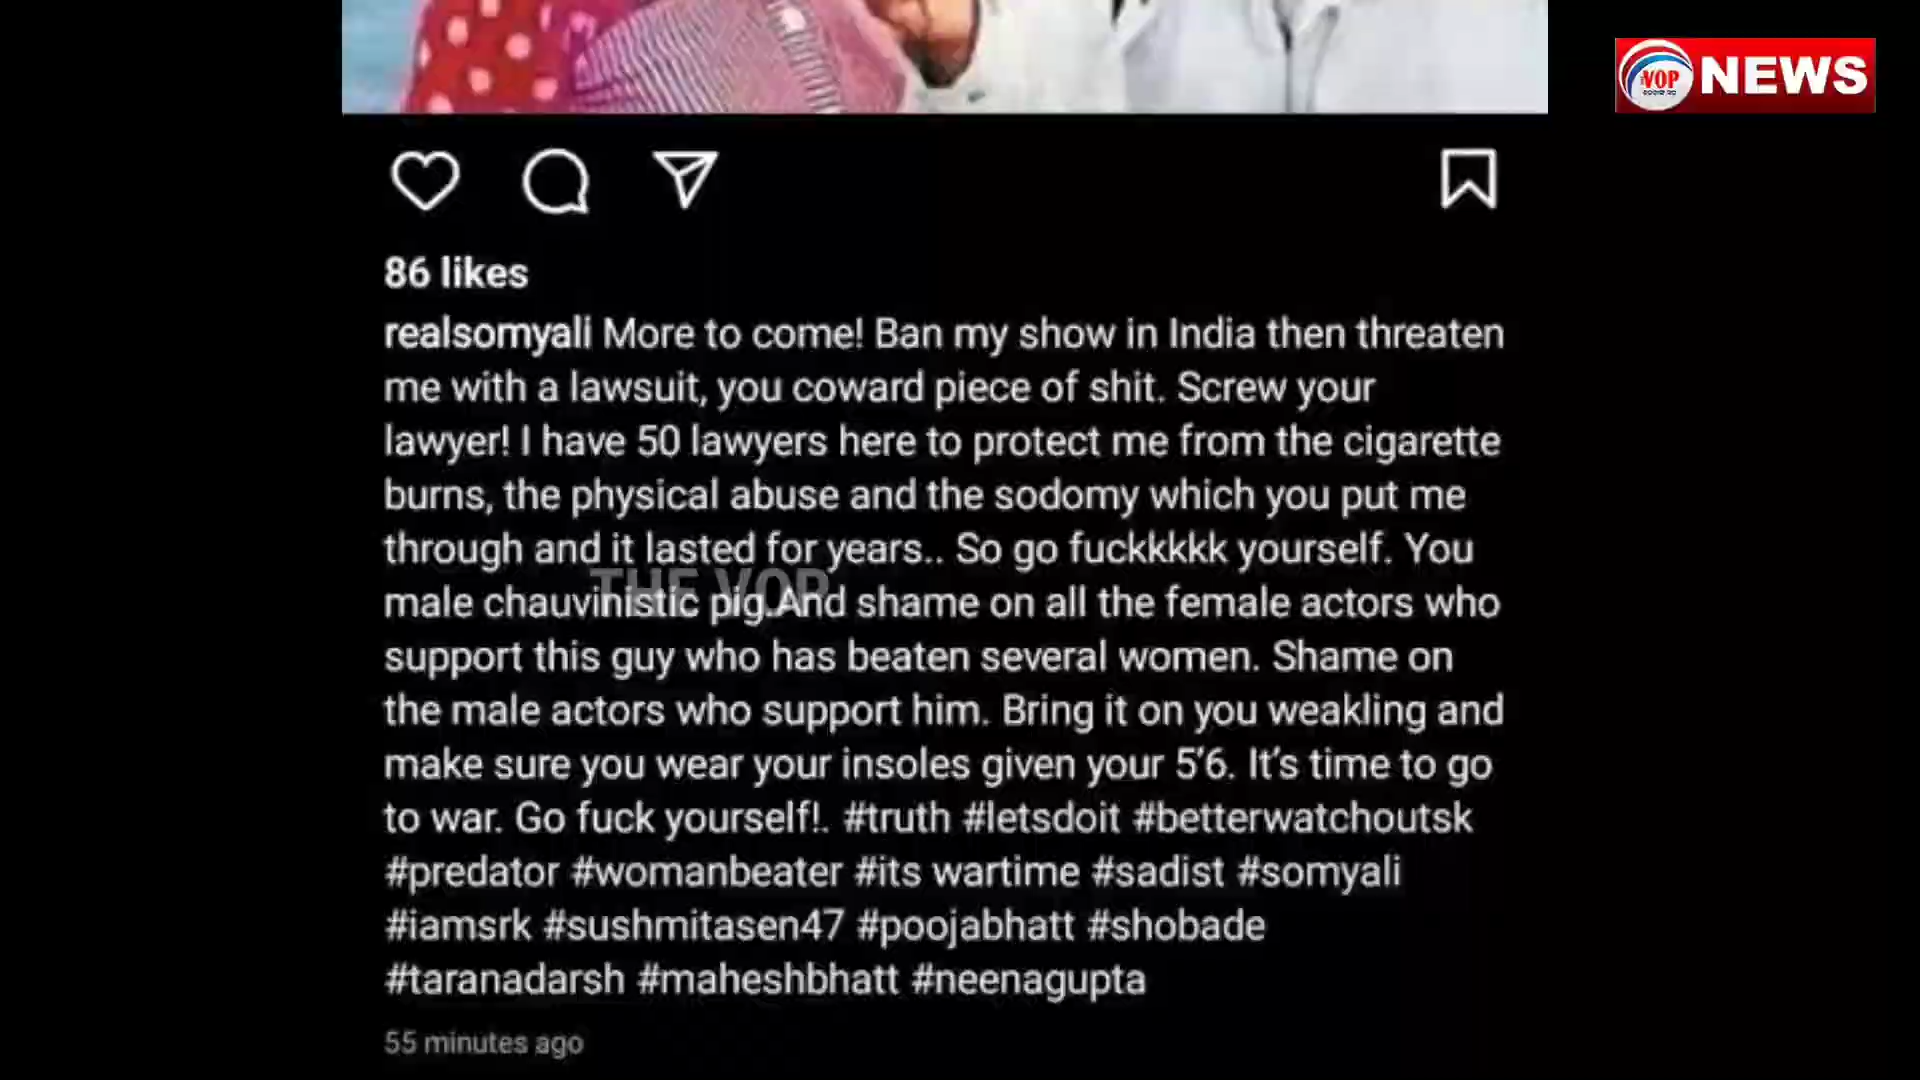 VOP NEWS
86 likes
realsomyali More to come! Ban my show in India then threaten
me with a lawsuit, you coward piece of shit. Screw your
lawyer! I have 50 lawyers here to protect me from the cigarette
burns, the physical abuse and the sodomy which you put me
through and it lasted for years.. So go fuckkkkk yourself. You
THE VOP
male chauvinistic pig.And shame on all the female actors who
support this guy who has beaten several women. Shame on
the male actors who support him. Bring it on you weakling and
make sure you wear your insoles given your 5'6. It's time to go
to war. Go fuck yourself!. #truth #letsdoit #betterwatchoutsk
#predator #womanbeater #its wartime #sadist #somyali
#iamsrk #sushmitasen47 #poojabhatt #shobade
#taranadarsh #maheshbhatt #neenagupta
55 minutes ago